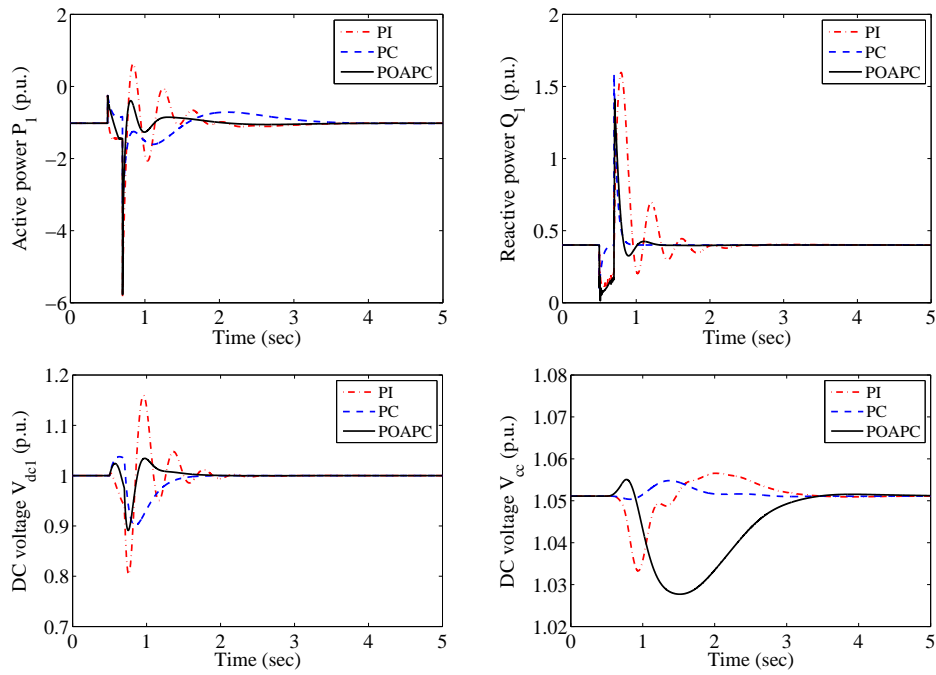 2
0
−2
−4
−6
Active power P1 (p.u.)
PI
PC
POAPC
0 1 2 3 4 5
Time (sec)
2
1.5
1
0.5
0
Reactive power Q1 (p.u.)
PI
PC
POAPC
0 1 2 3 4 5
Time (sec)
1.2
1.1
1
0.9
0.8
0.7
DC voltage Vdc1 (p.u.)
PI
PC
POAPC
0 1 2 3 4 5
Time (sec)
1.08
1.07
1.06
1.05
1.04
1.03
1.02
DC voltage Vcc (p.u.)
PI
PC
POAPC
0 1 2 3 4 5
Time (sec)